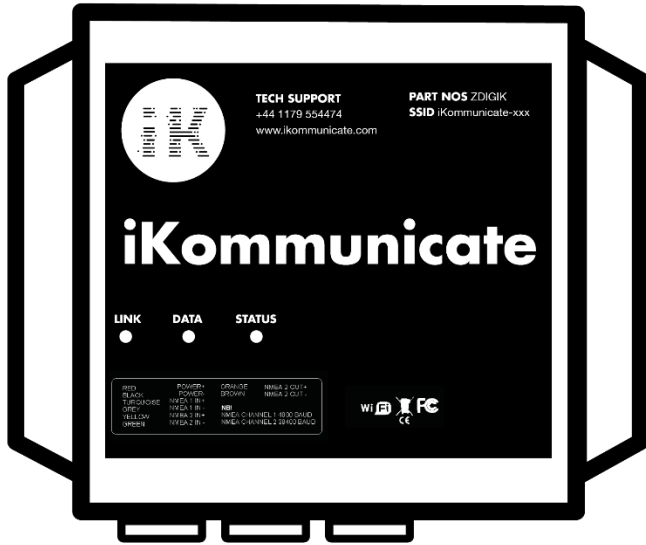 iK
TECH SUPPORT
+44 1179 554474
www.ikommunicate.com
PART NOS ZDIGIK
SSID iKommunicate-xxx
iKommunicate
LINK DATA STATUS
RED POWER+ ORANGE NMEA 2 OUT+
BLACK POWER- BROWN NMEA 2 OUT -
TURQUOISE NMEA 1 IN+
GREY NMEA 1 IN - NB!
YELLOW NMEA 2 IN+ NMEA CHANNEL 1 4800 BAUD
GREEN NMEA 2 IN - NMEA CHANNEL 2 38400 BAUD
Wi Fi CE FC